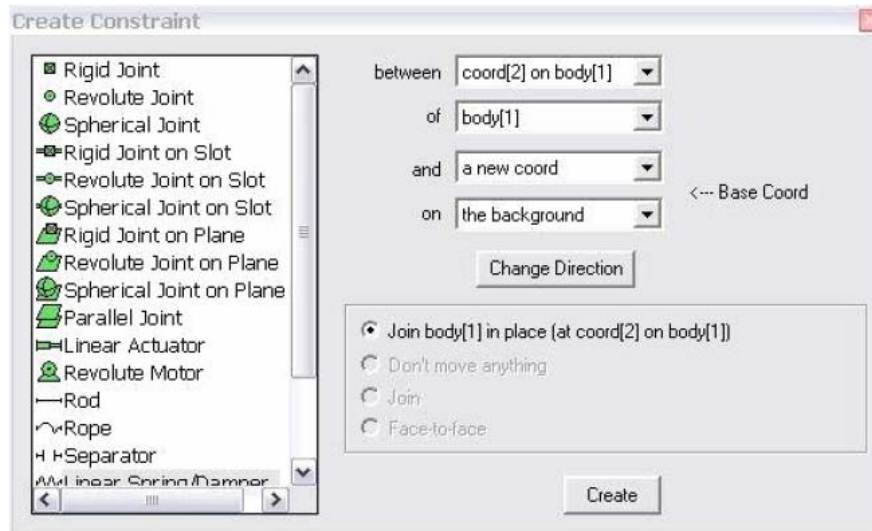 Create Constraint
Rigid Joint
Revolute Joint
Spherical Joint
Rigid Joint on Slot
Revolute Joint on Slot
Spherical Joint on Slot
Rigid Joint on Plane
Revolute Joint on Plane
Spherical Joint on Plane
Parallel Joint
Linear Actuator
Revolute Motor
Rod
Rope
Separator
Linear Spring/Damper
between coord[2] on body[1]
of body[1]
and a new coord
<--- Base Coord
on the background
Change Direction
Join body[1] in place (at coord[2] on body[1])
Don't move anything
Join
Face-to-face
Create